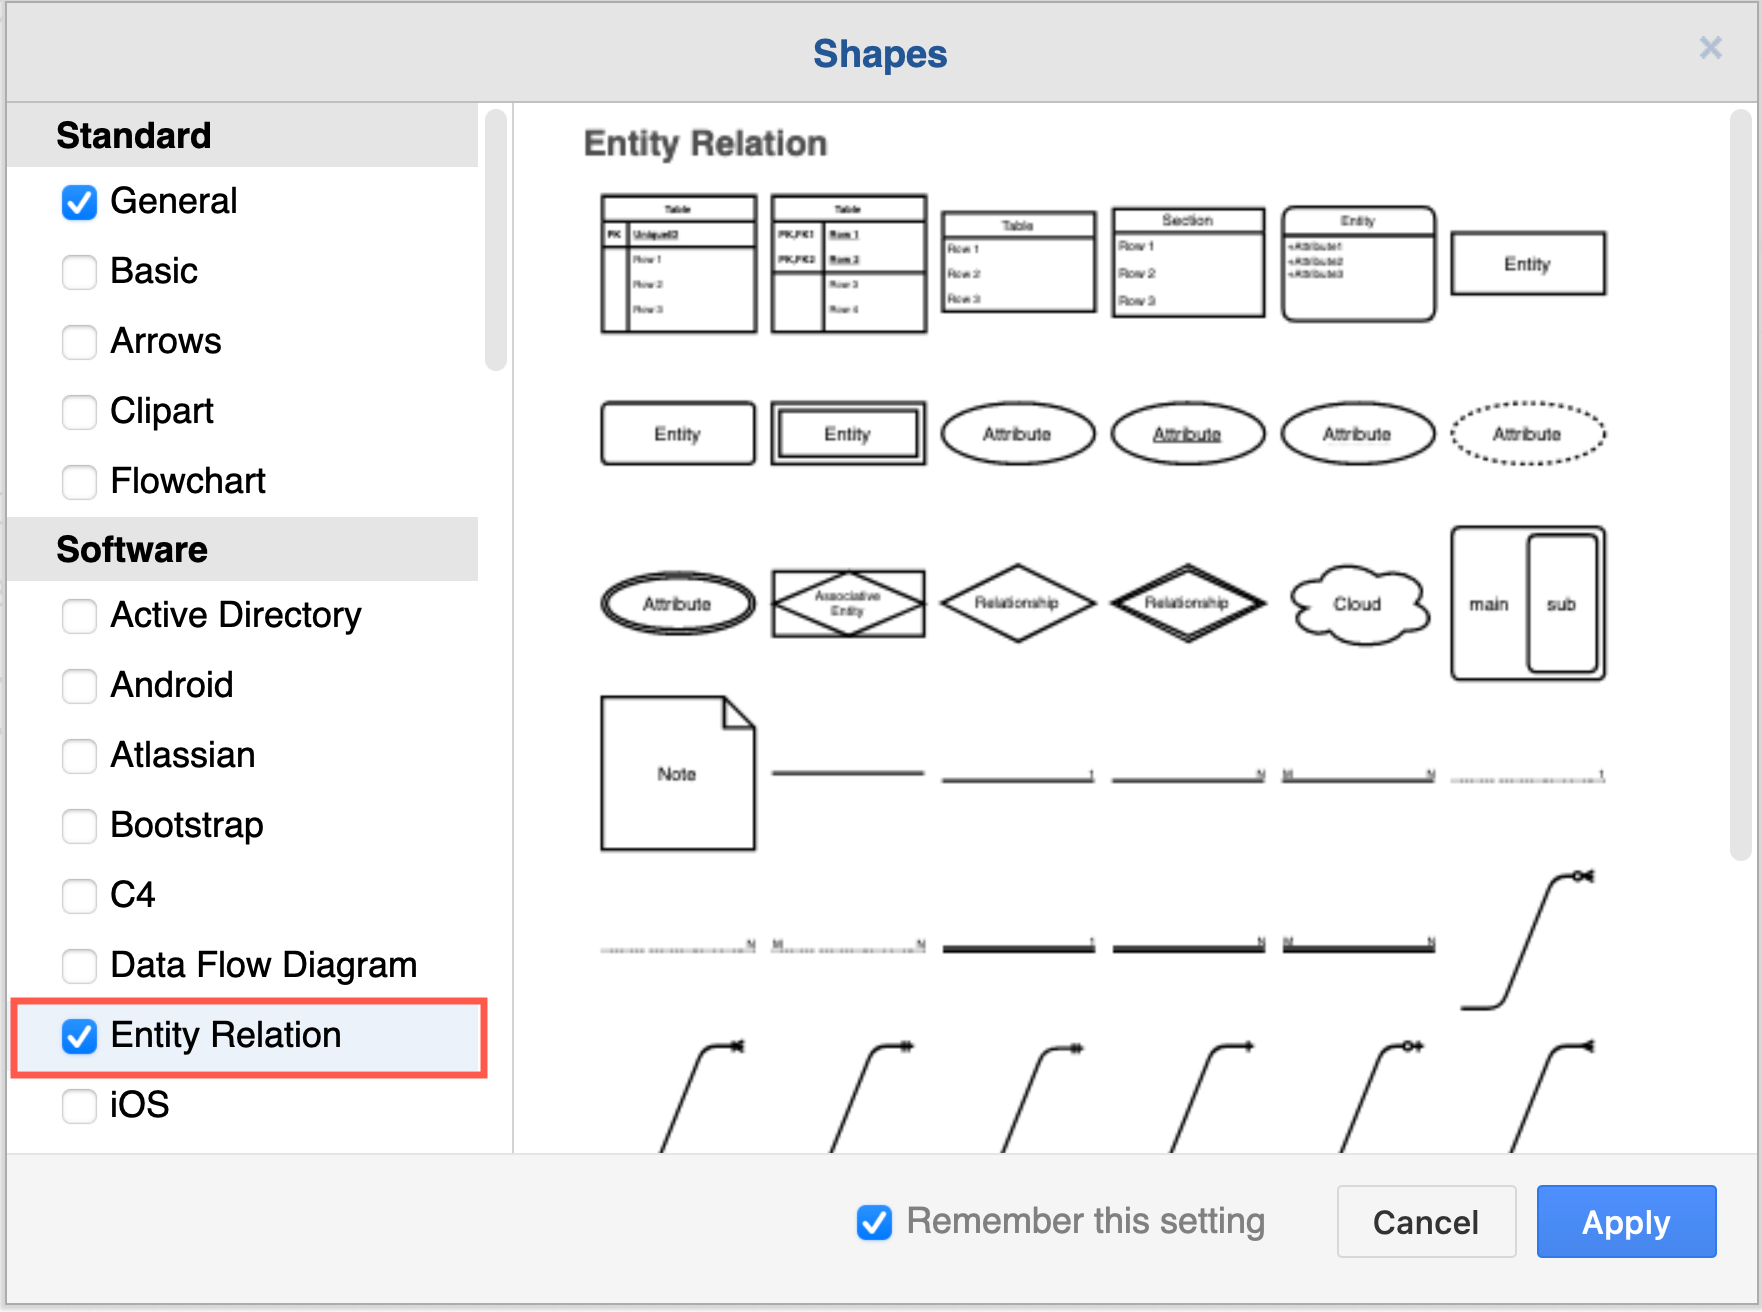 Shapes
Standard
General
Basic
Arrows
Clipart
Flowchart
Software
Active Directory
Android
Atlassian
Bootstrap
C4
Data Flow Diagram
Entity Relation
iOS
Entity Relation
Table
PK UniqueID
Row 1
Row 2
Row 3
Table
PK,FK1 Row 1
PK,FK2 Row 2
Row 3
Row 4
Table
Row 1
Row 2
Row 3
Section
Row 1
Row 2
Row 3
Entity
+Attribute1
+Attribute2
+Attribute3
Entity
Entity
Entity
Attribute
Attribute
Attribute
Attribute
Attribute
Associative
Entity
Relationship
Relationship
Cloud
main sub
Note
1
N
M N
1
N
M N
1
N
M N
Remember this setting
Cancel
Apply